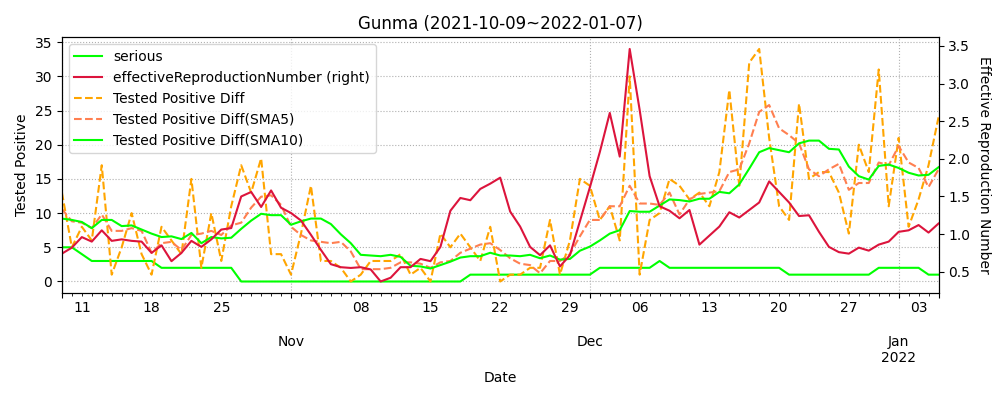 Gunma (2021-10-09~2022-01-07)
serious
effectiveReproductionNumber (right)
Tested Positive Diff
Tested Positive Diff(SMA5)
Tested Positive Diff(SMA10)
Tested Positive
35
30
25
20
15
10
5
0
3.5
3.0
2.5
2.0
1.5
1.0
0.5
Effective Reproduction Number
11 18 25 08 15 22 29 06 13 20 27 03
Nov Dec Jan
2022
Date